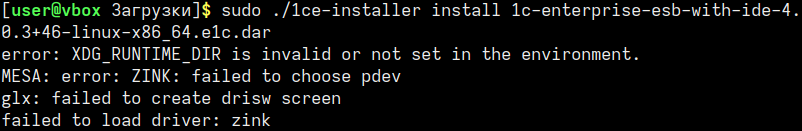 [user@vbox Загрузки]$ sudo ./1ce-installer install 1c-enterprise-esb-with-ide-4.
0.3+46-linux-x86_64.e1c.dar
error: XDG_RUNTIME_DIR is invalid or not set in the environment.
MESA: error: ZINK: failed to choose pdev
glx: failed to create drisw screen
failed to load driver: zink